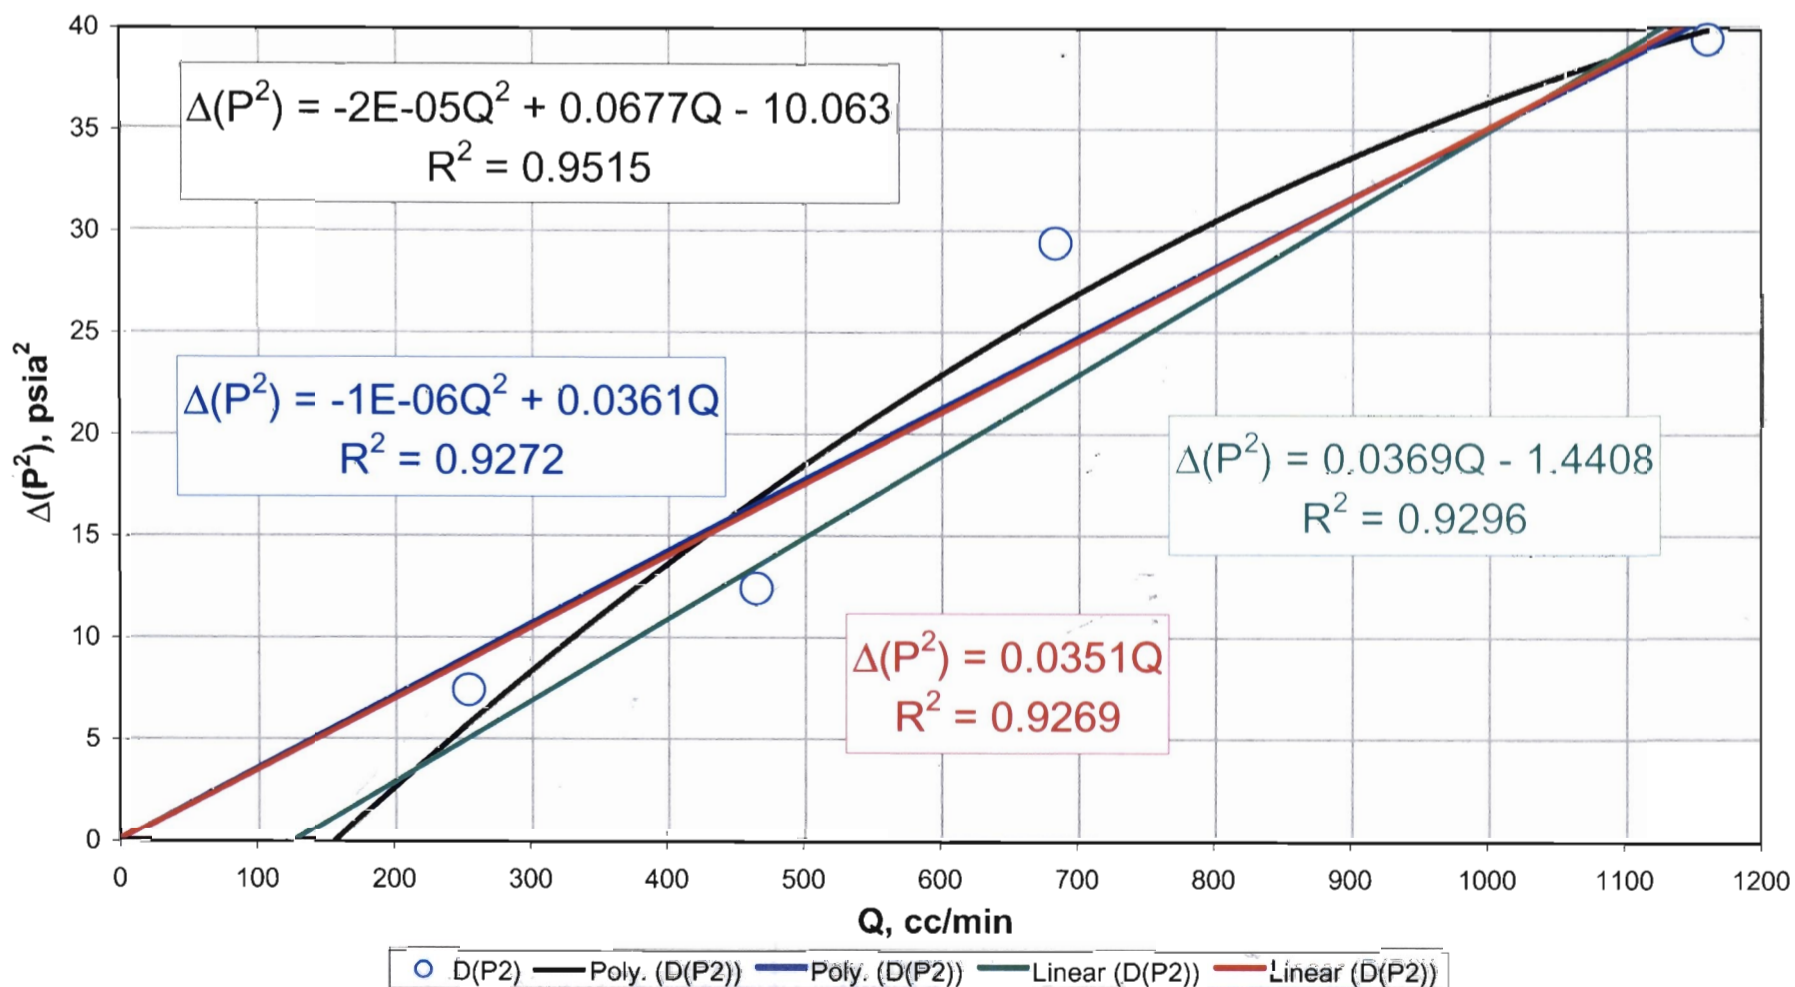 40
Δ(P²) = -2E-05Q² + 0.0677Q - 10.063
R² = 0.9515
35
30
25
Δ(P²) = -1E-06Q² + 0.0361Q
R² = 0.9272
20
Δ(P²) = 0.0369Q - 1.4408
R² = 0.9296
15
10
Δ(P²) = 0.0351Q
R² = 0.9269
5
0
Δ(P²), psia²
0 100 200 300 400 500 600 700 800 900 1000 1100 1200
Q, cc/min
D(P2) Poly. (D(P2)) Poly. (D(P2)) Linear (D(P2)) Linear (D(P2))